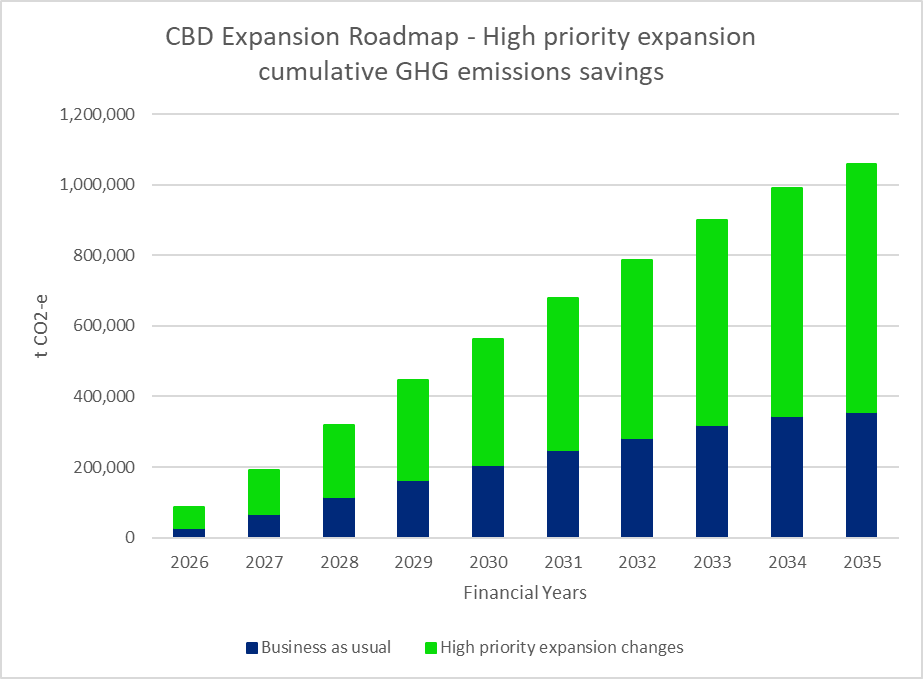 CBD Expansion Roadmap - High priority expansion
cumulative GHG emissions savings
1,200,000
1,000,000
800,000
600,000
400,000
200,000
0
t CO2-e
2026 2027 2028 2029 2030 2031 2032 2033 2034 2035
Financial Years
Business as usual High priority expansion changes